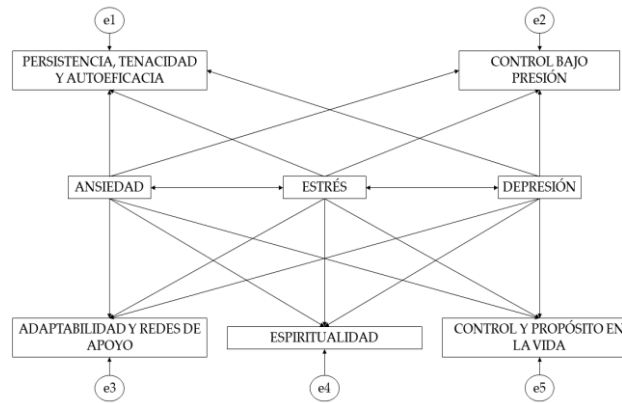 e1
e2
PERSISTENCIA, TENACIDAD
Y AUTOEFICACIA
CONTROL BAJO
PRESIÓN
ANSIEDAD
ESTRÉS
DEPRESIÓN
ADAPTABILIDAD Y REDES DE
APOYO
ESPIRITUALIDAD
CONTROL Y PROPÓSITO EN
LA VIDA
e3
e4
e5